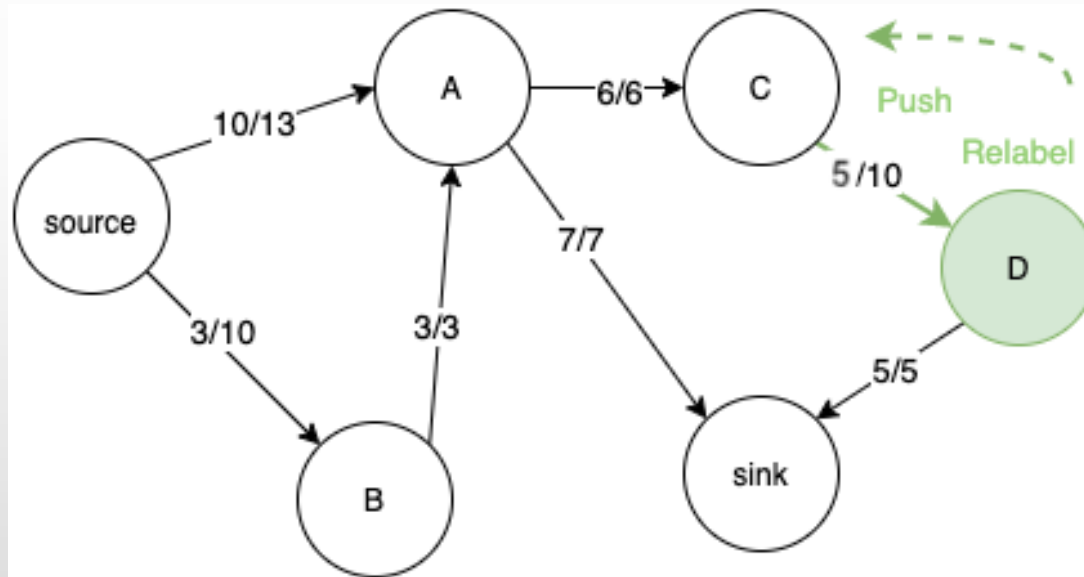 A
C
6/6
Push
10/13
Relabel
5/10
source
7/7
D
3/10
3/3
5/5
B
sink